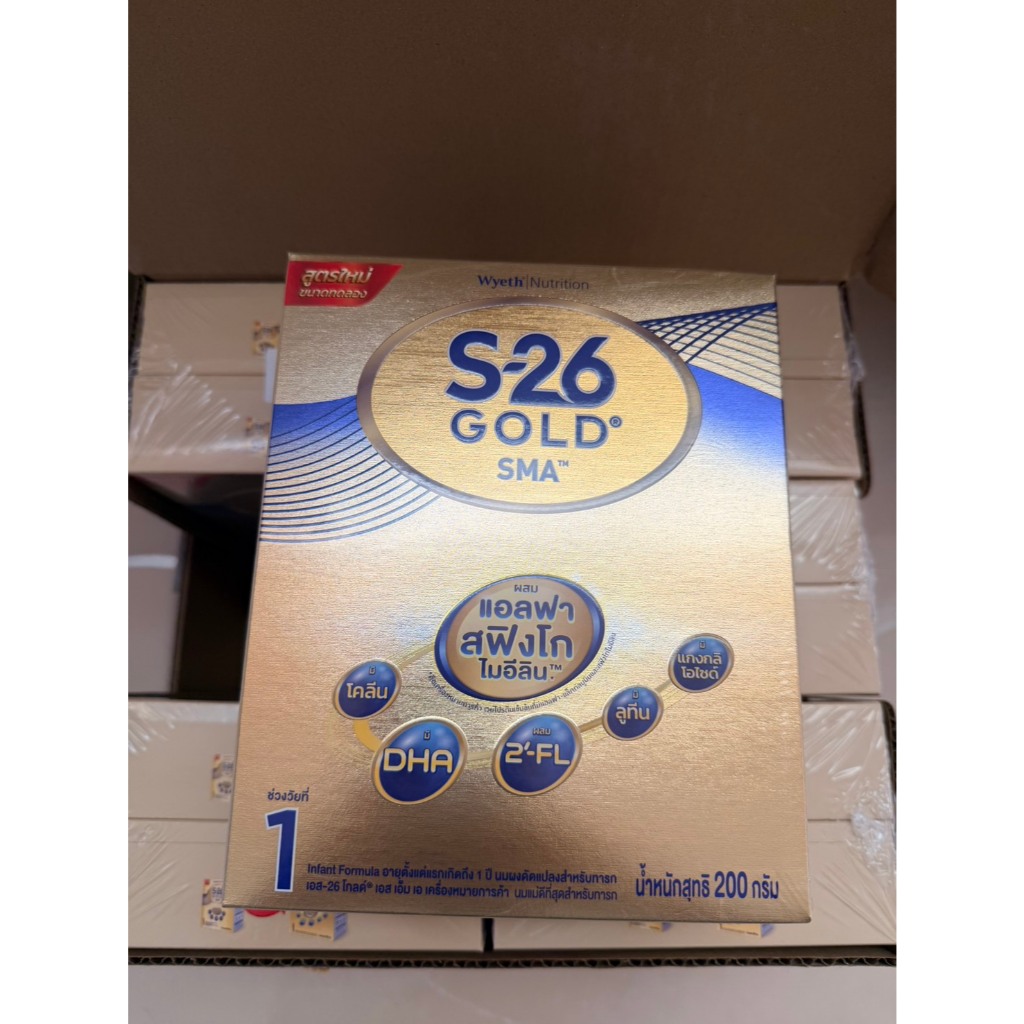 สูตรใหม่
ขนาดทดลอง
Wyeth | Nutrition
S-26
GOLD®
SMA™
ผสม
แอลฟา
สฟิงโก
ไมอีลิน™
มี
โคลีน
มี
DHA
ผสม
2'-FL
มี
ลูทีน
มี
แกงกลิ
โอไซด์
ช่วงวัยที่
1
Infant Formula อายุตั้งแต่แรกเกิดถึง 1 ปี นมผงดัดแปลงสำหรับทารก
เอส-26 โกลด์® เอส เอ็ม เอ เครื่องหมายการค้า นมแม่ดีที่สุดสำหรับทารก
น้ำหนักสุทธิ 200 กรัม